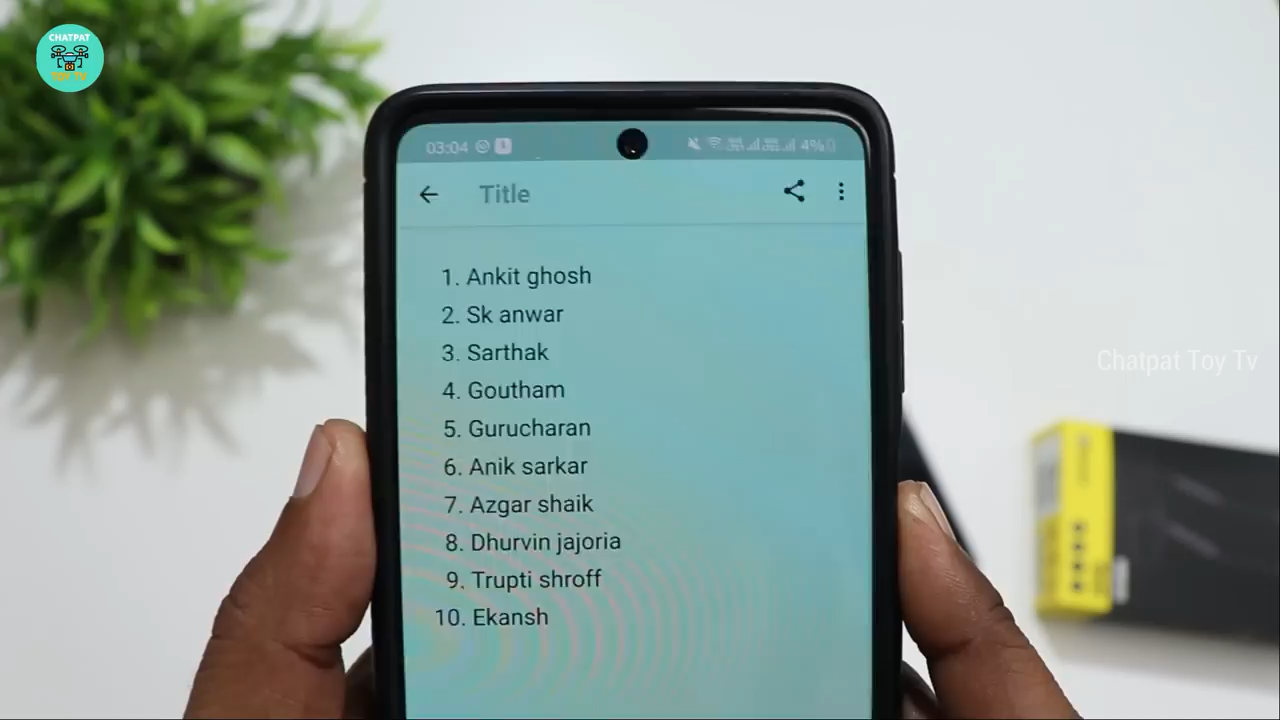 CHATPAT
TOY TV
03:04
4%
Title
1. Ankit ghosh
2. Sk anwar
3. Sarthak
4. Goutham
5. Gurucharan
6. Anik sarkar
7. Azgar shaik
8. Dhurvin jajoria
9. Trupti shroff
10. Ekansh
Chatpat Toy Tv